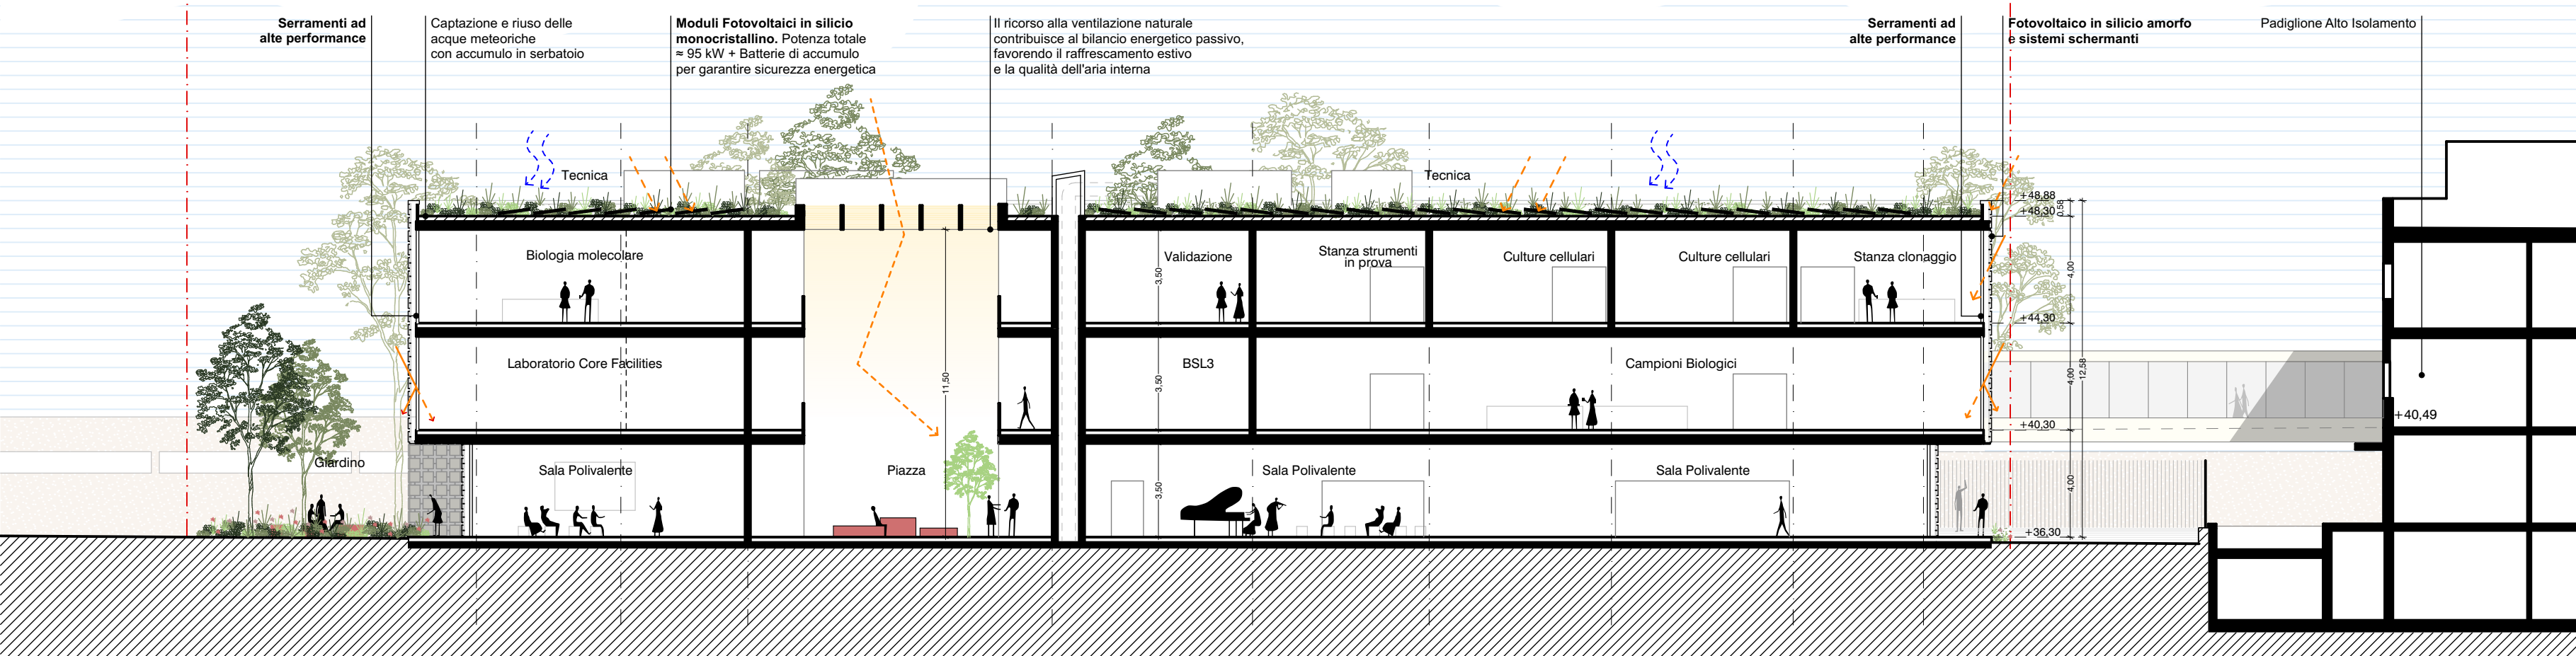 Serramenti ad
alte performance
Captazione e riuso delle
acque meteoriche
con accumulo in serbatoio
Moduli Fotovoltaici in silicio
monocristallino. Potenza totale
≈ 95 kW + Batterie di accumulo
per garantire sicurezza energetica
Il ricorso alla ventilazione naturale
contribuisce al bilancio energetico passivo,
favorendo il raffrescamento estivo
e la qualità dell'aria interna
Serramenti ad
alte performance
Fotovoltaico in silicio amorfo
e sistemi schermanti
Padiglione Alto Isolamento
Tecnica
Tecnica
+48,88
+48,30
0,58
Biologia molecolare
Validazione
Stanza strumenti
in prova
Culture cellulari
Culture cellulari
Stanza clonaggio
3,50
4,00
+44,30
Laboratorio Core Facilities
11,50
BSL3
3,50
Campioni Biologici
4,00
12,58
+40,49
+40,30
Giardino
Sala Polivalente
Piazza
Sala Polivalente
Sala Polivalente
3,50
4,00
+36,30